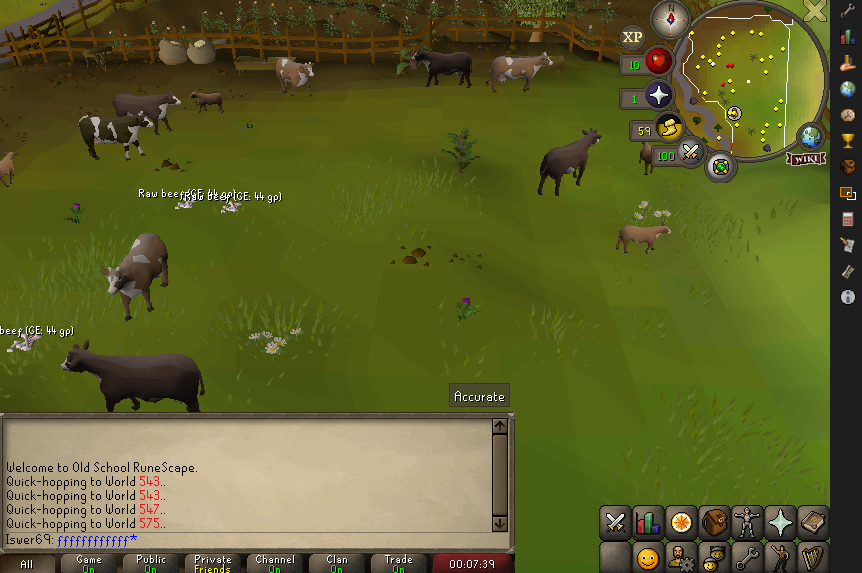 XP
10
1
59
100
WIKI
Raw beef (GE: 44 gp)
Raw beef (GE: 44 gp)
beef (GE: 44 gp)
Accurate
Welcome to Old School RuneScape.
Quick-hopping to World 543..
Quick-hopping to World 543..
Quick-hopping to World 547..
Quick-hopping to World 575..
Iswer69: ffffffffffff*
All
Game
On
Public
On
Private
Friends
Channel
On
Clan
On
Trade
On
00:07:39